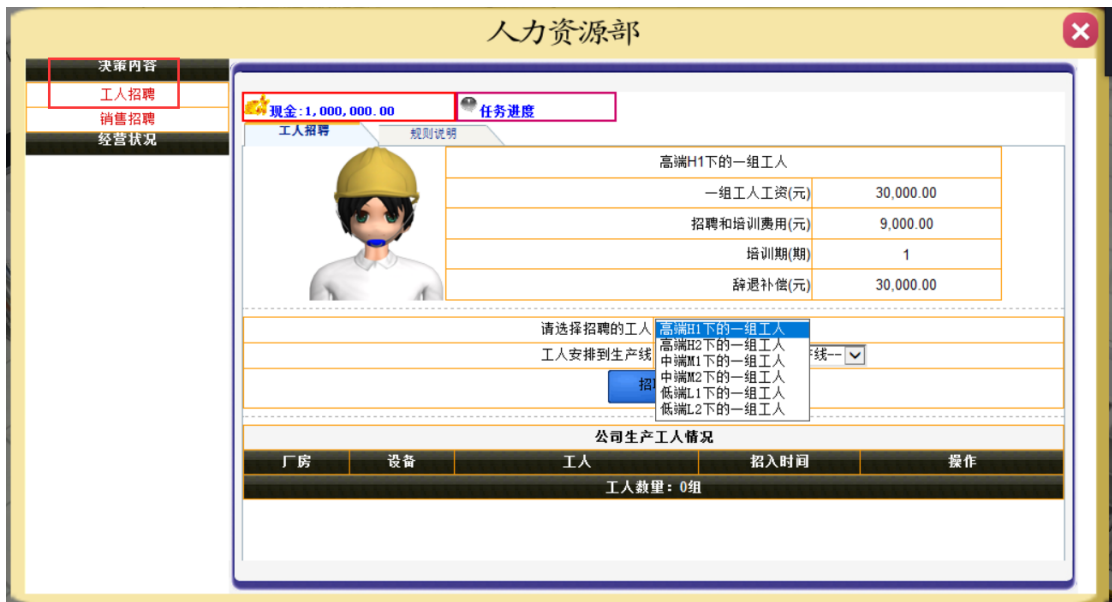 人力资源部
决策内容
工人招聘
销售招聘
经营状况
现金:1,000,000.00
任务进度
工人招聘
规则说明
高端H1下的一组工人
一组工人工资(元) 30,000.00
招聘和培训费用(元) 9,000.00
培训期(期) 1
辞退补偿(元) 30,000.00
请选择招聘的工人
高端H1下的一组工人
高端H2下的一组工人
中端M1下的一组工人
中端M2下的一组工人
低端L1下的一组工人
低端L2下的一组工人
工人安排到生产线
线--
招
公司生产工人情况
厂房 设备 工人 招入时间 操作
工人数量：0组